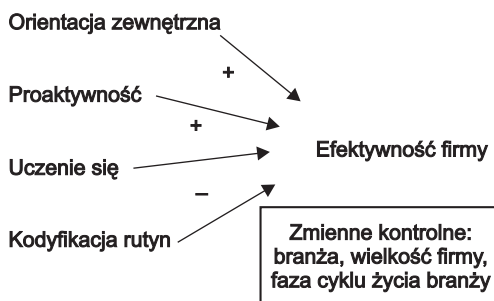 Orientacja zewnętrzna
+
Proaktywność
+
Efektywność firmy
Uczenie się
–
Kodyfikacja rutyn
Zmienne kontrolne:
branża, wielkość firmy,
faza cyklu życia branży